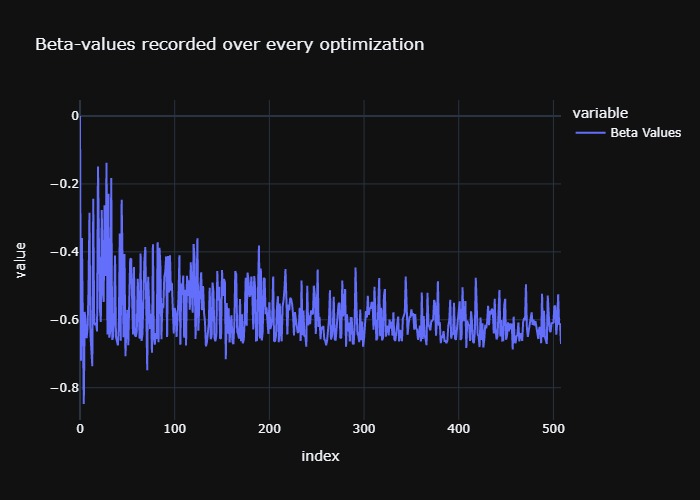 Beta-values recorded over every optimization
variable
Beta Values
value
0
−0.2
−0.4
−0.6
−0.8
0
100
200
300
400
500
index